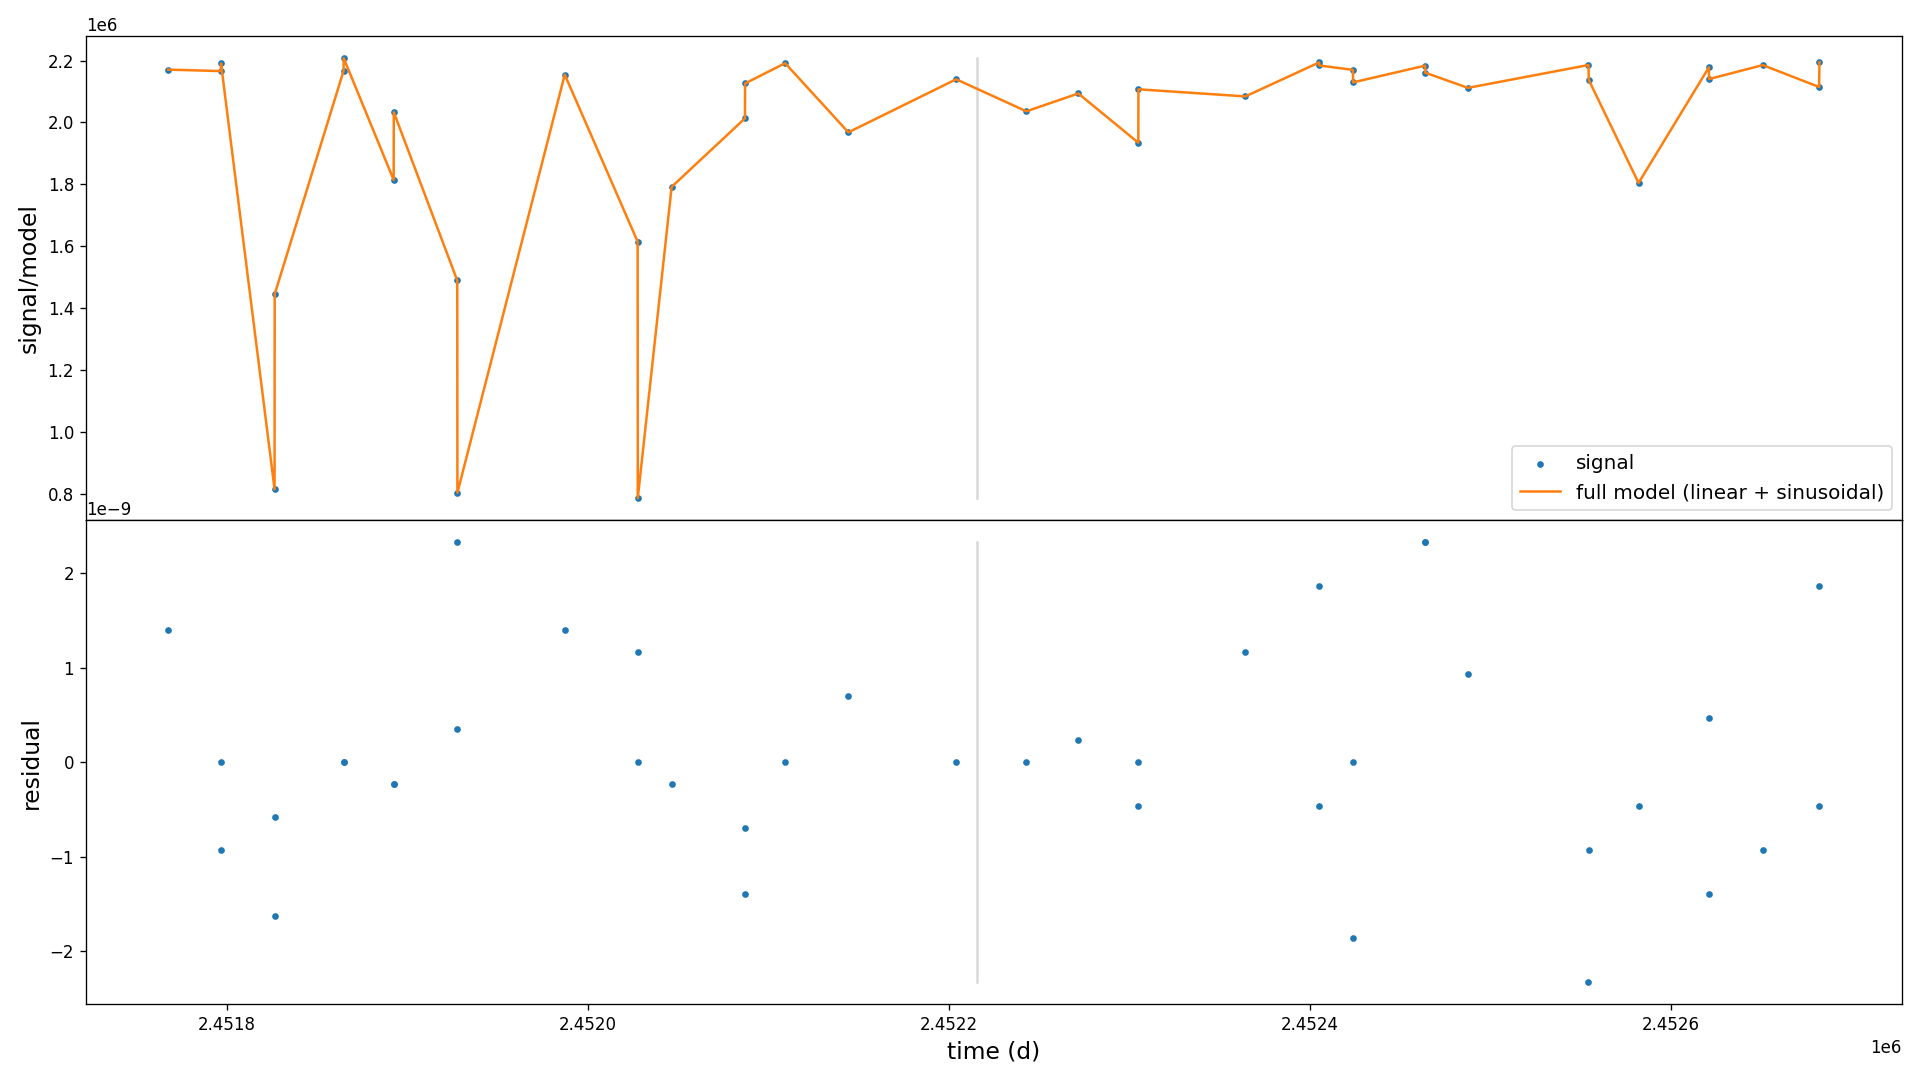 1e6
2.2
2.0
1.8
1.6
1.4
1.2
1.0
0.8
signal/model
signal
full model (linear + sinusoidal)
1e−9
2
1
0
−1
−2
residual
2.4518
2.4520
2.4522
2.4524
2.4526
1e6
time (d)